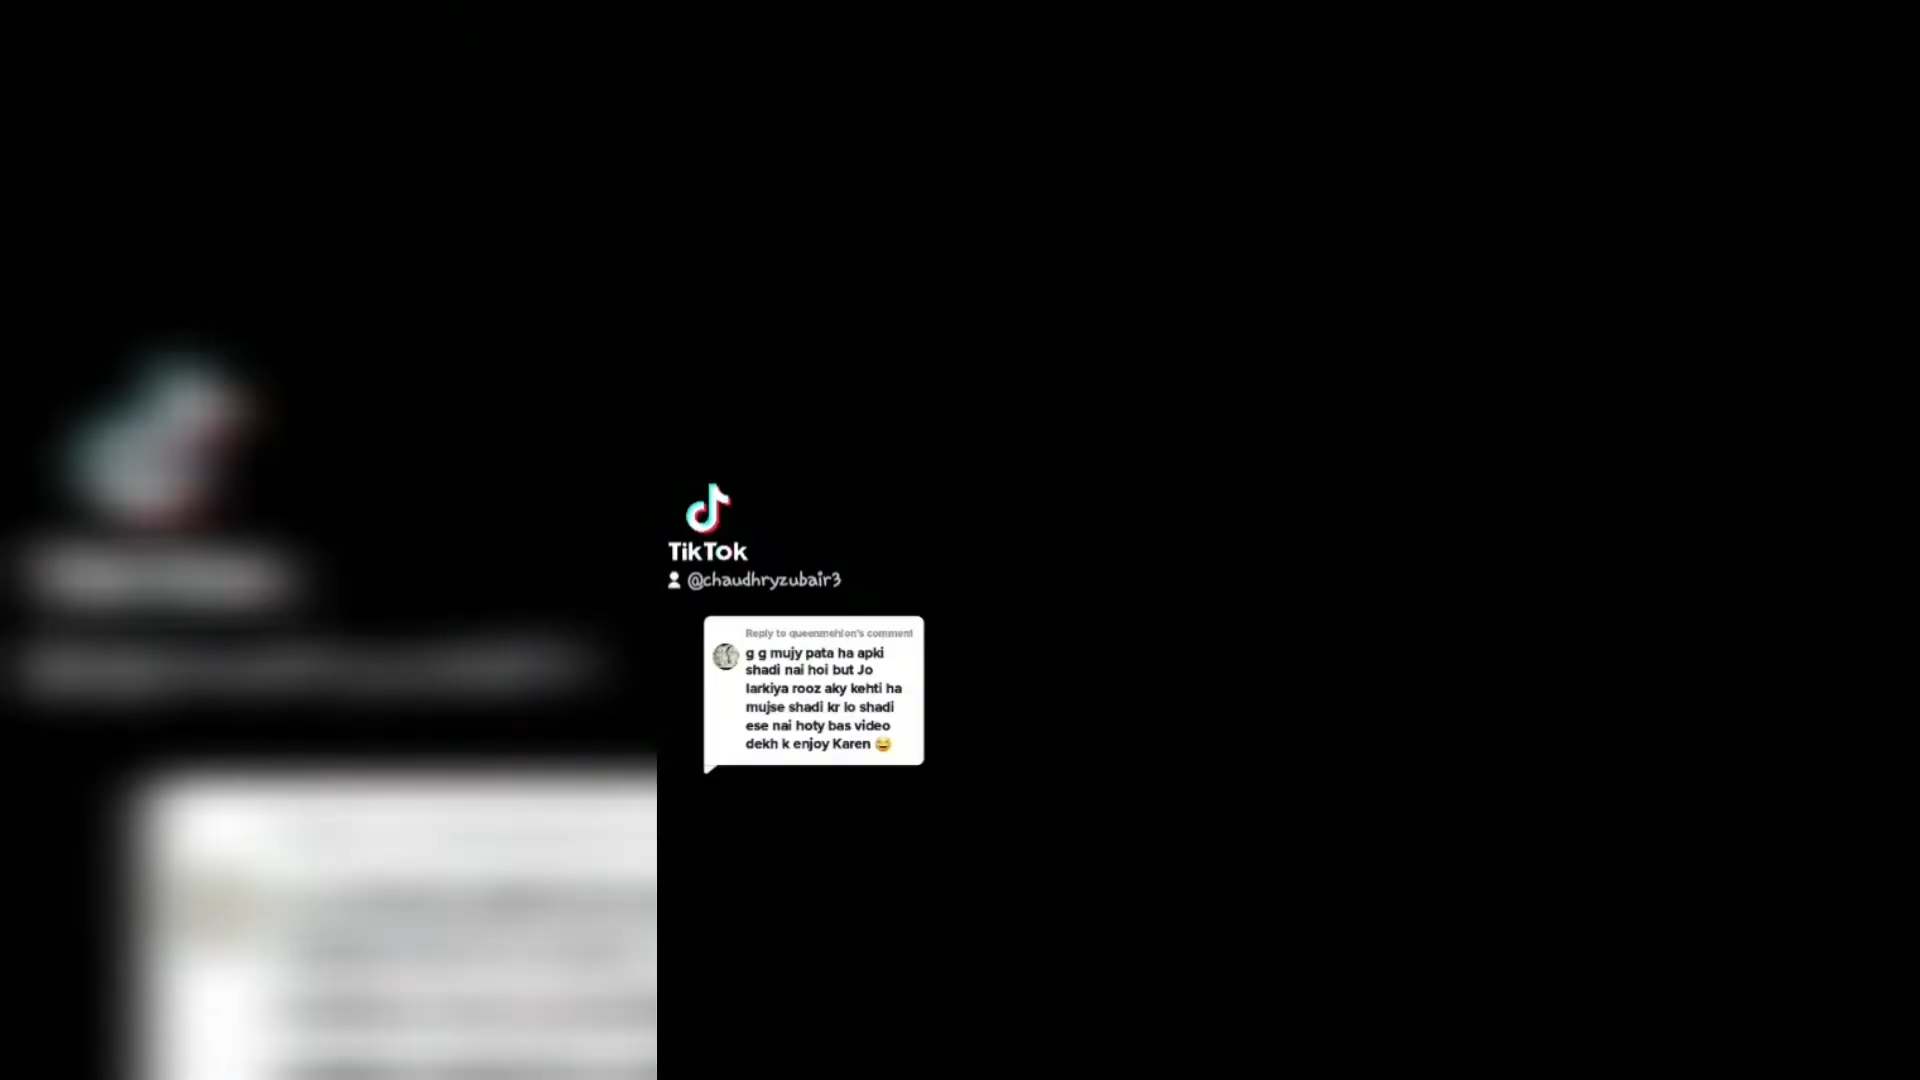 TikTok
@chaudhryzubair3
Reply to queenmehion's comment
g g mujy pata ha apki
shadi nai hoi but Jo
larkiya rooz aky kehti ha
mujse shadi kr lo shadi
ese nai hoty bas video
dekh k enjoy Karen 😂